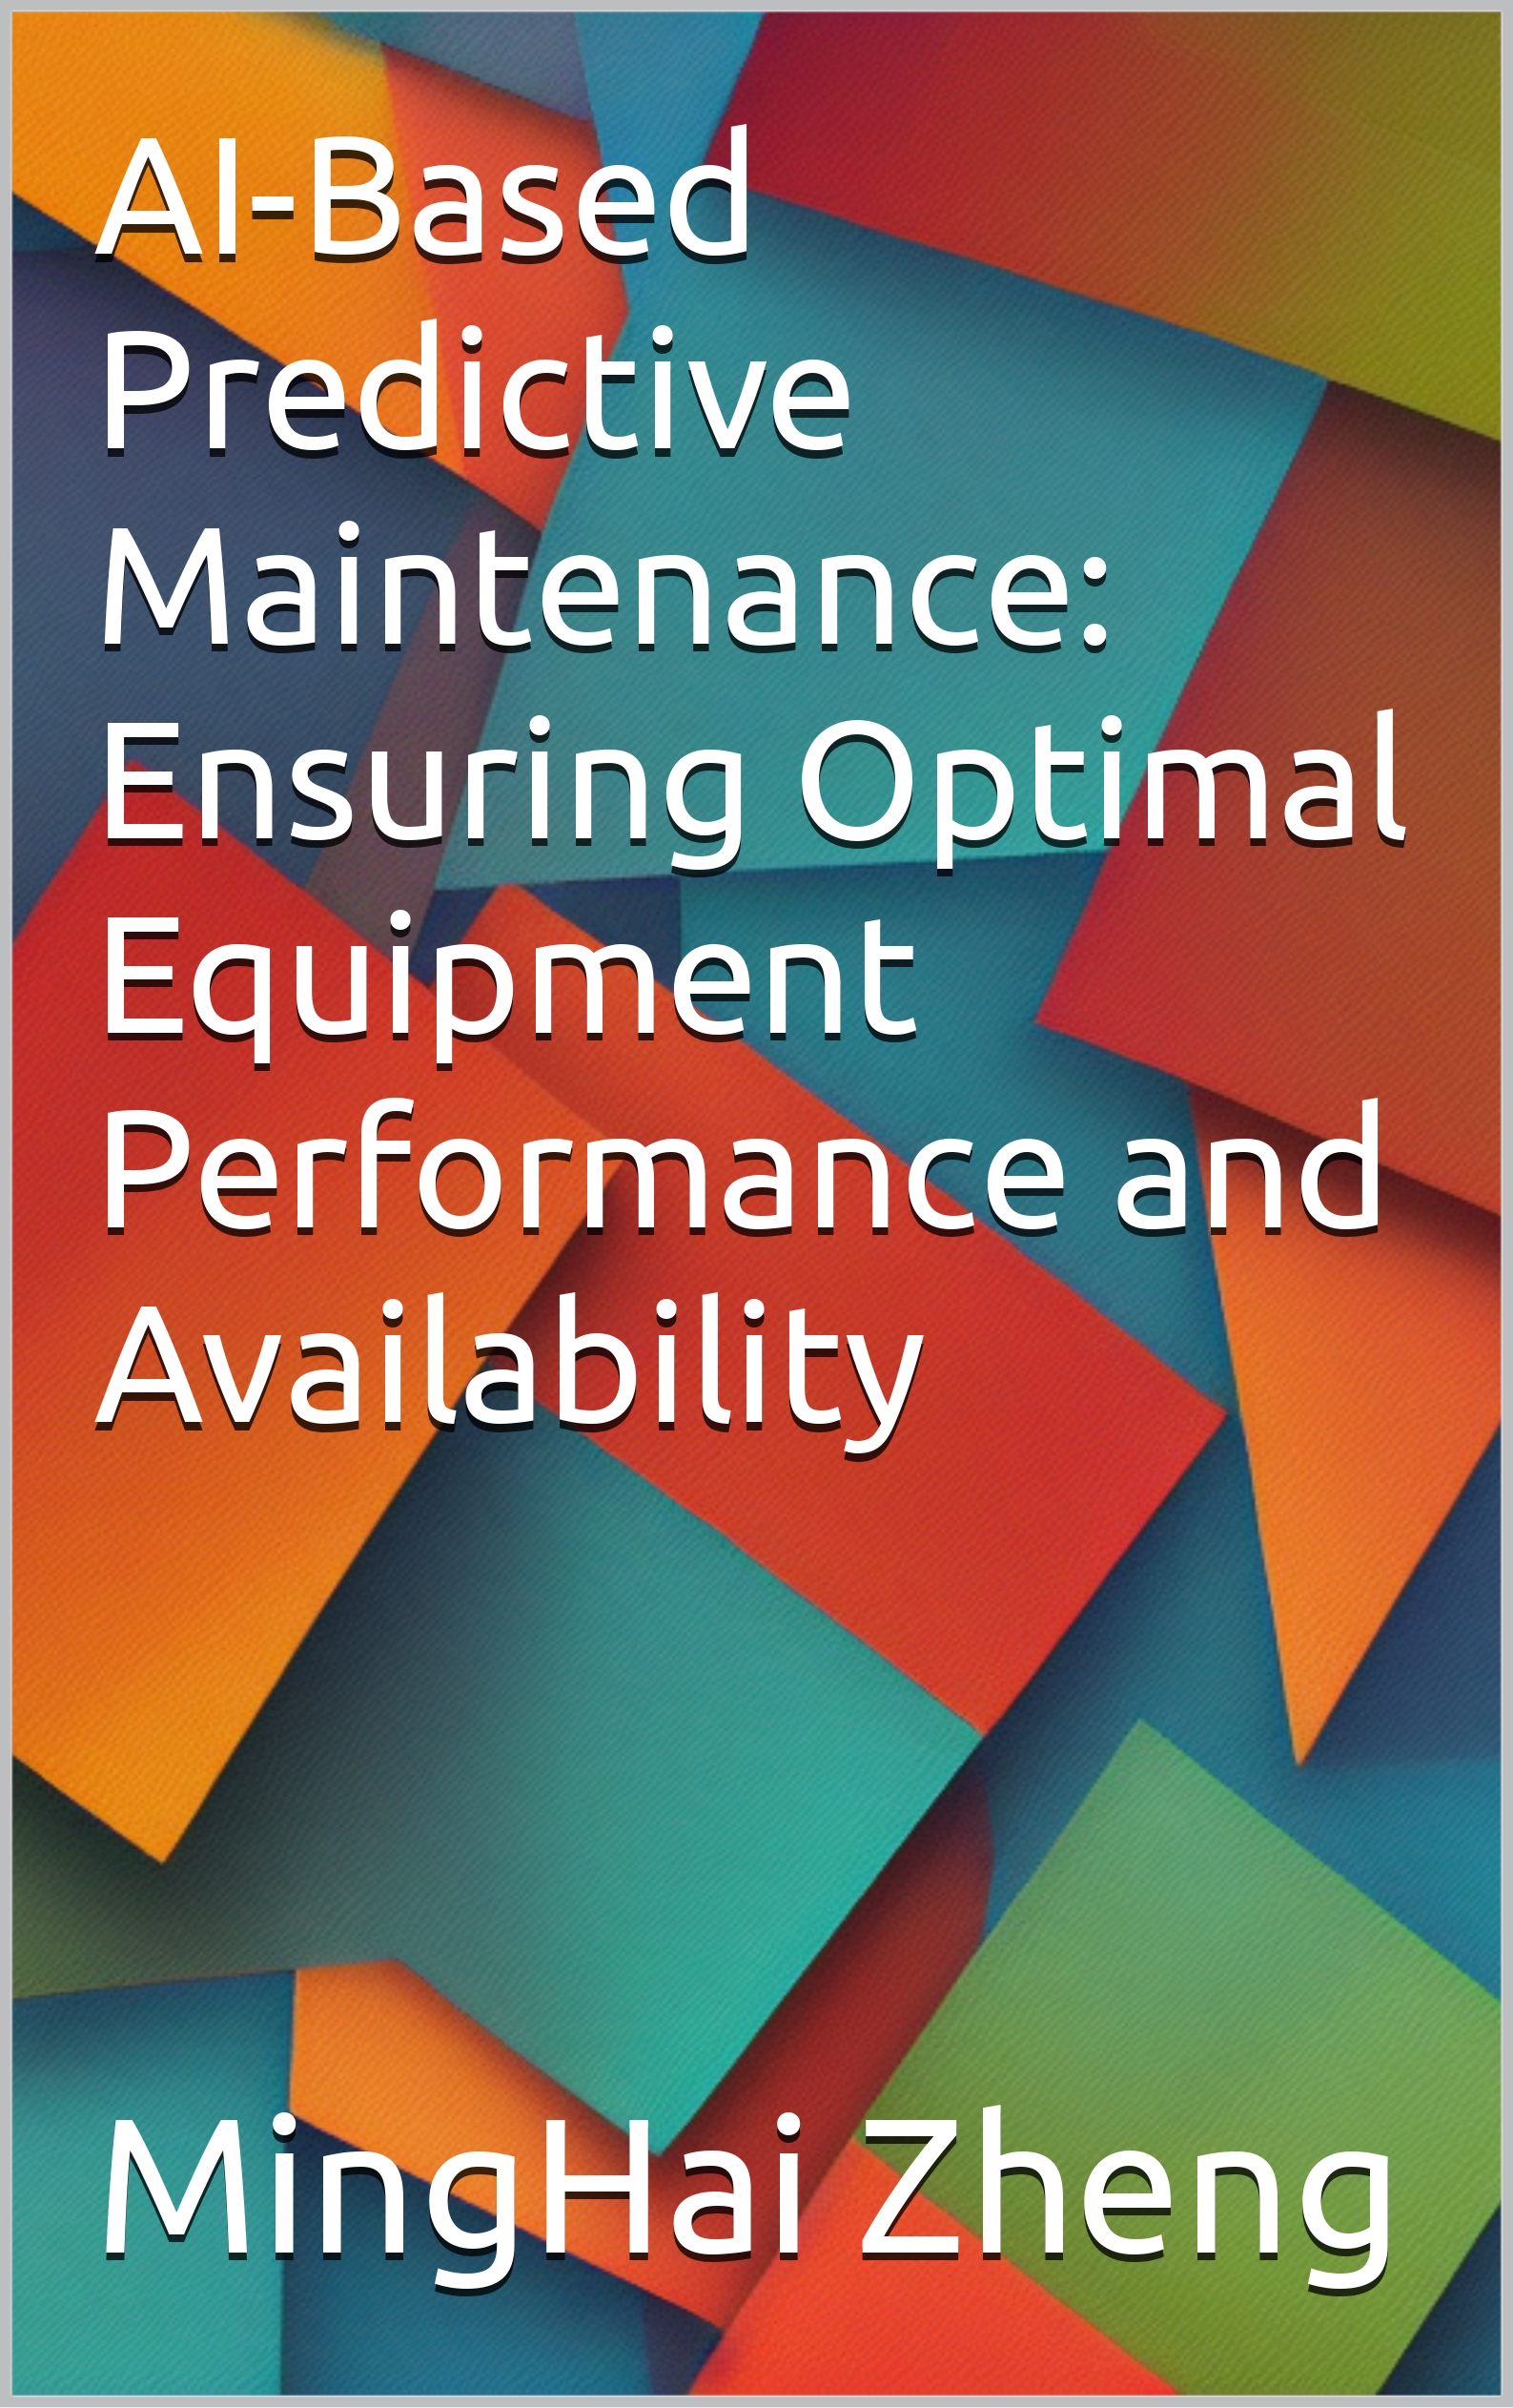 AI-Based
Predictive
Maintenance:
Ensuring Optimal
Equipment
Performance and
Availability
MingHai Zheng